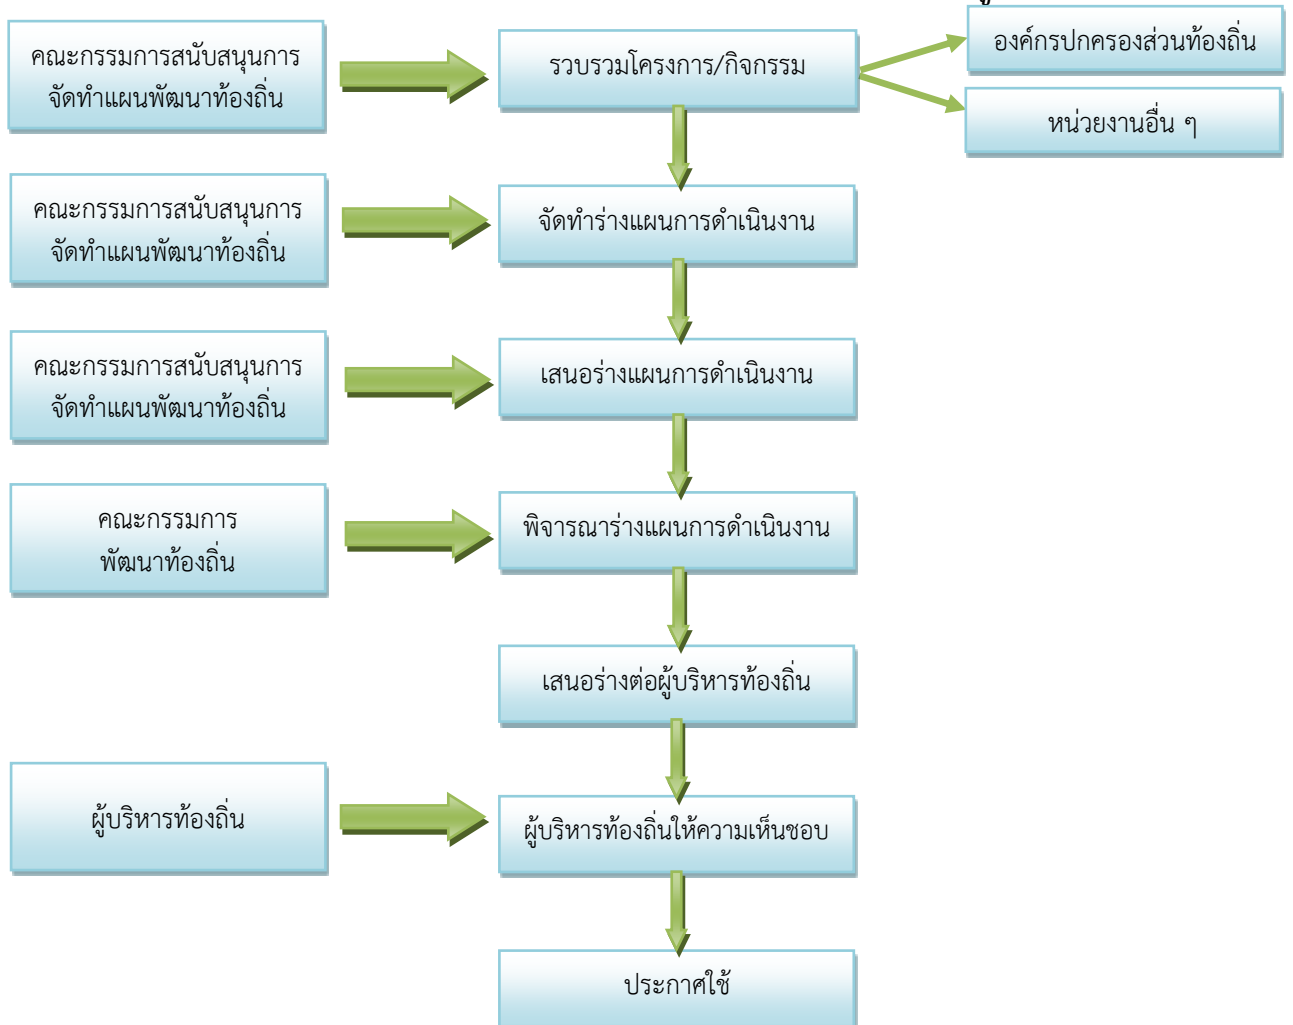 คณะกรรมการสนับสนุนการ
จัดทำแผนพัฒนาท้องถิ่น
รวบรวมโครงการ/กิจกรรม
องค์กรปกครองส่วนท้องถิ่น
หน่วยงานอื่น ๆ
คณะกรรมการสนับสนุนการ
จัดทำแผนพัฒนาท้องถิ่น
จัดทำร่างแผนการดำเนินงาน
คณะกรรมการสนับสนุนการ
จัดทำแผนพัฒนาท้องถิ่น
เสนอร่างแผนการดำเนินงาน
คณะกรรมการ
พัฒนาท้องถิ่น
พิจารณาร่างแผนการดำเนินงาน
เสนอร่างต่อผู้บริหารท้องถิ่น
ผู้บริหารท้องถิ่น
ผู้บริหารท้องถิ่นให้ความเห็นชอบ
ประกาศใช้